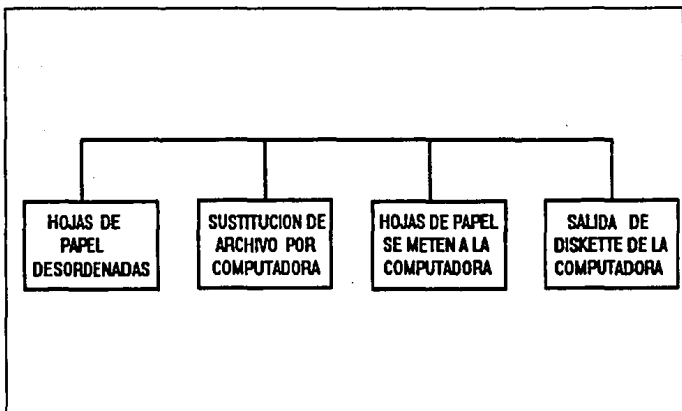 HOJAS DE
PAPEL
DESORDENADAS
SUSTITUCION DE
ARCHIVO POR
COMPUTADORA
HOJAS DE PAPEL
SE METEN A LA
COMPUTADORA
SALIDA DE
DISKETTE DE LA
COMPUTADORA